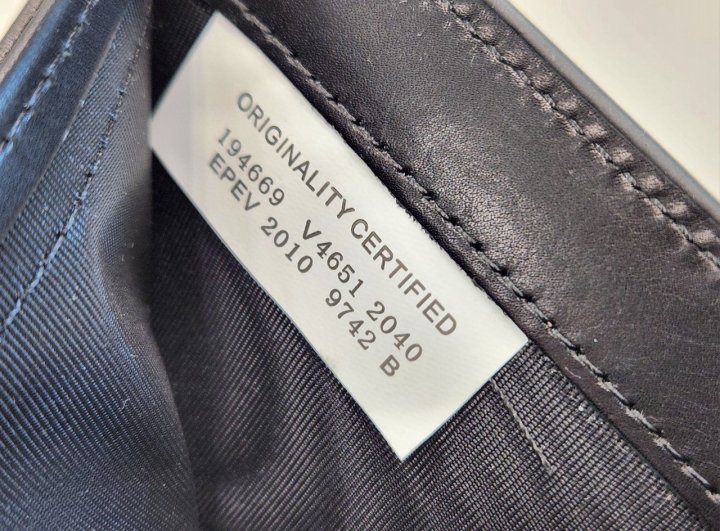 ORIGINALITY CERTIFIED
194669 V4651 2040
EPEV 2010 9742 B